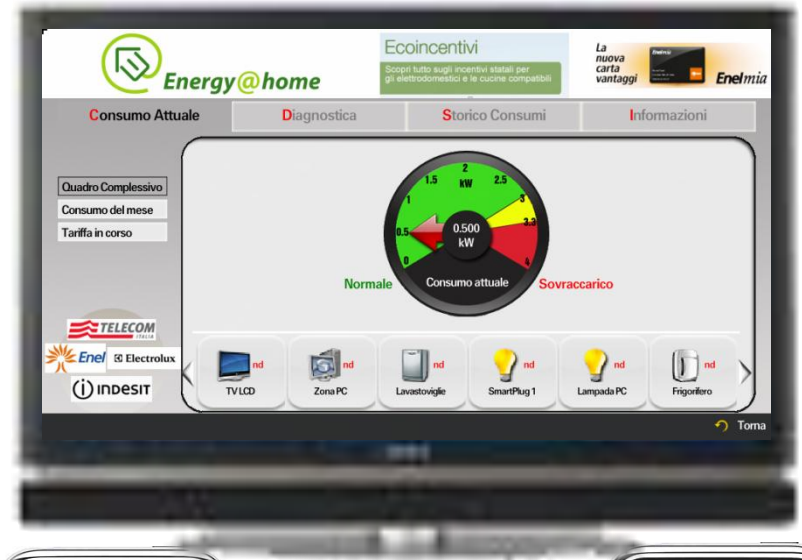 Energy@home
Ecoincentivi
Scopri tutto sugli incentivi statali per
gli elettrodomestici e le cucine compatibili
La
nuova
carta
vantaggi
Enelmia
Consumo Attuale
Diagnostica
Storico Consumi
Informazioni
Quadro Complessivo
Consumo del mese
Tariffa in corso
0
0.5
1
1.5
2
kW
2.5
3
3.3
4
0.500
kW
Consumo attuale
Normale
Sovraccarico
TELECOM
ITALIA
Enel
Electrolux
indesit
nd
TV LCD
nd
Zona PC
nd
Lavastoviglie
nd
SmartPlug 1
nd
Lampada PC
nd
Frigorifero
Torna